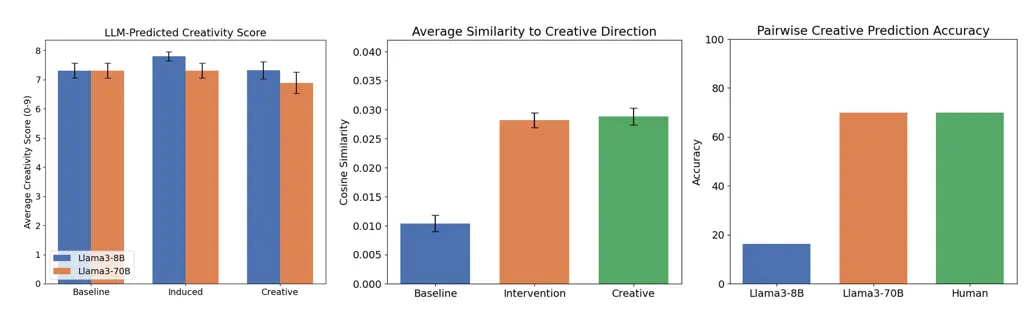 LLM-Predicted Creativity Score
Average Creativity Score (0-9)
8
7
6
5
4
3
2
1
0
Llama3-8B
Llama3-70B
Baseline
Induced
Creative
Average Similarity to Creative Direction
Cosine Similarity
0.040
0.035
0.030
0.025
0.020
0.015
0.010
0.005
0.000
Baseline
Intervention
Creative
Pairwise Creative Prediction Accuracy
Accuracy
100
80
60
40
20
0
Llama3-8B
Llama3-70B
Human